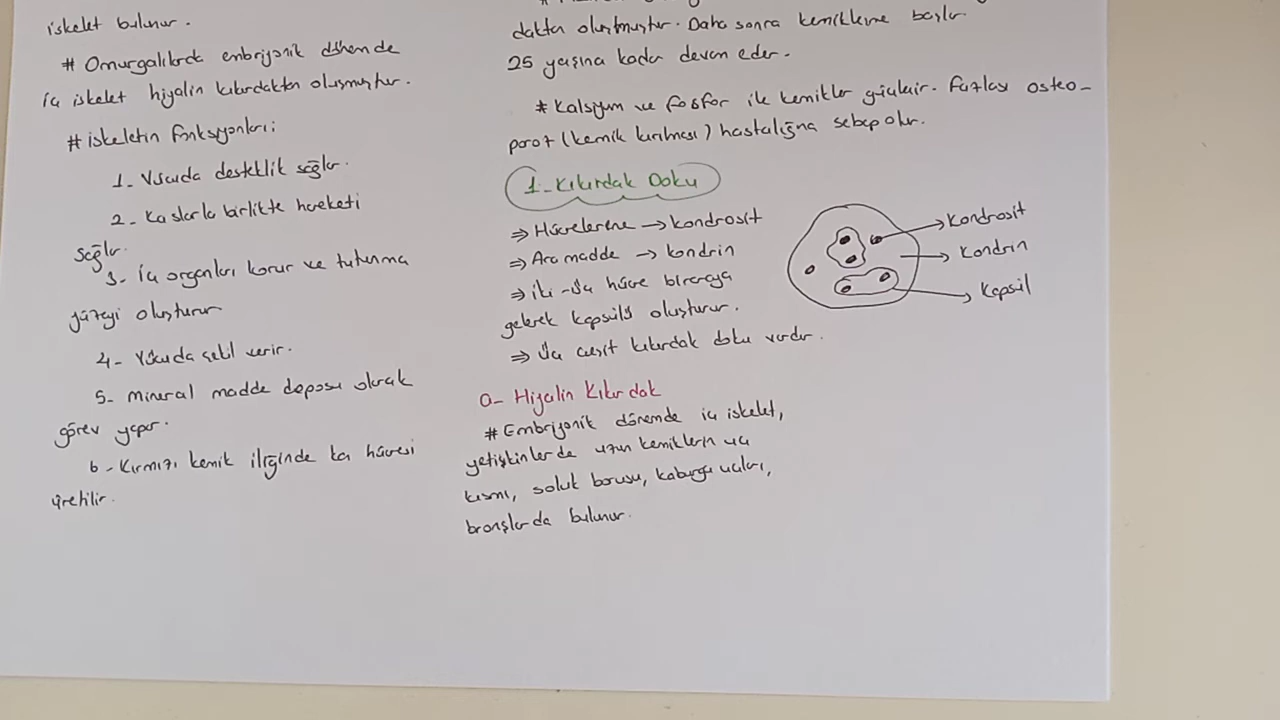 iskelet bulunur.
# Omurgalılarda embriyonik dönemde
iç iskelet hiyalin kıkırdaktan oluşmuştur.
# iskeletin fonksiyonları;
1- Vücuda desteklik sağlar.
2- Kaslarla birlikte hareketi
sağlar.
3- İç organları korur ve tutunma
yüzeyi oluşturur
4- Vücuda şekil verir.
5- Mineral madde deposu olarak
görev yapar.
6- Kırmızı kemik iliğinde kan hücresi
üretilir.
daktan oluşmuştur. Daha sonra kemikleşme başlar.
25 yaşına kadar devam eder.
* Kalsiyum ve fosfor ile kemikler güçlenir. Fazlası osteo-
poroz (kemik kırılması) hastalığına sebep olur.
1- Kıkırdak Doku
⇒ Hücrelerine → kondrosit
⇒ Ara madde → kondrin
⇒ iki-üç hücre biraraya
gelerek kapsülü oluşturur.
⇒ Üç çeşit kıkırdak doku vardır.
Kondrosit
Kondrin
Kapsül
a- Hiyalin Kıkırdak
# Embriyonik dönemde iç iskelet,
yetişkinlerde uzun kemiklerin uç
kısmı, soluk borusu, kaburga uçları,
bronşlarda bulunur.